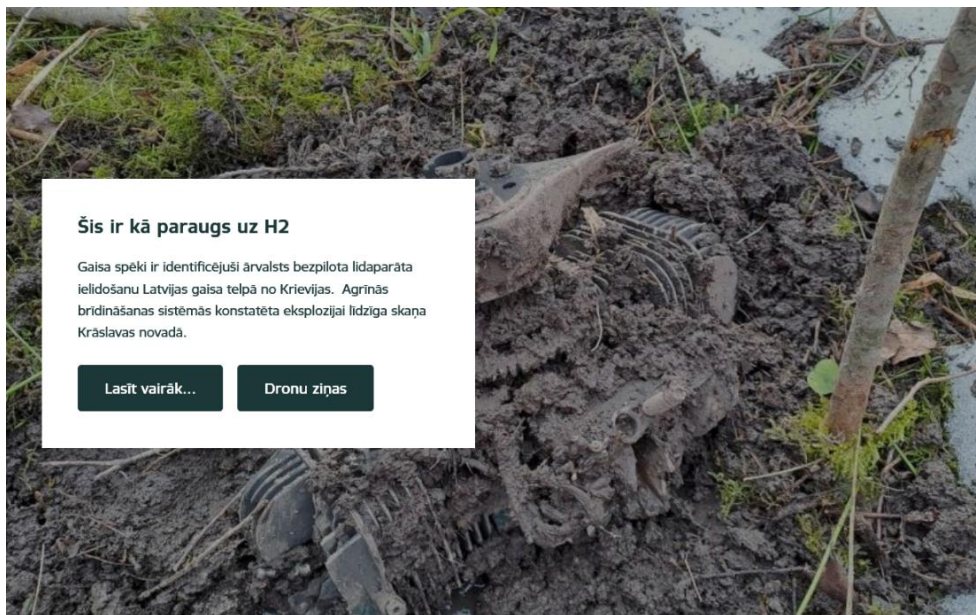 Šis ir kā paraugs uz H2
Gaisa spēki ir identificējuši ārvalsts bezpilota lidaparāta
ielidošanu Latvijas gaisa telpā no Krievijas.  Agrīnās
brīdināšanas sistēmās konstatēta eksplozijai līdzīga skaņa
Krāslavas novadā.
Lasīt vairāk...
Dronu ziņas